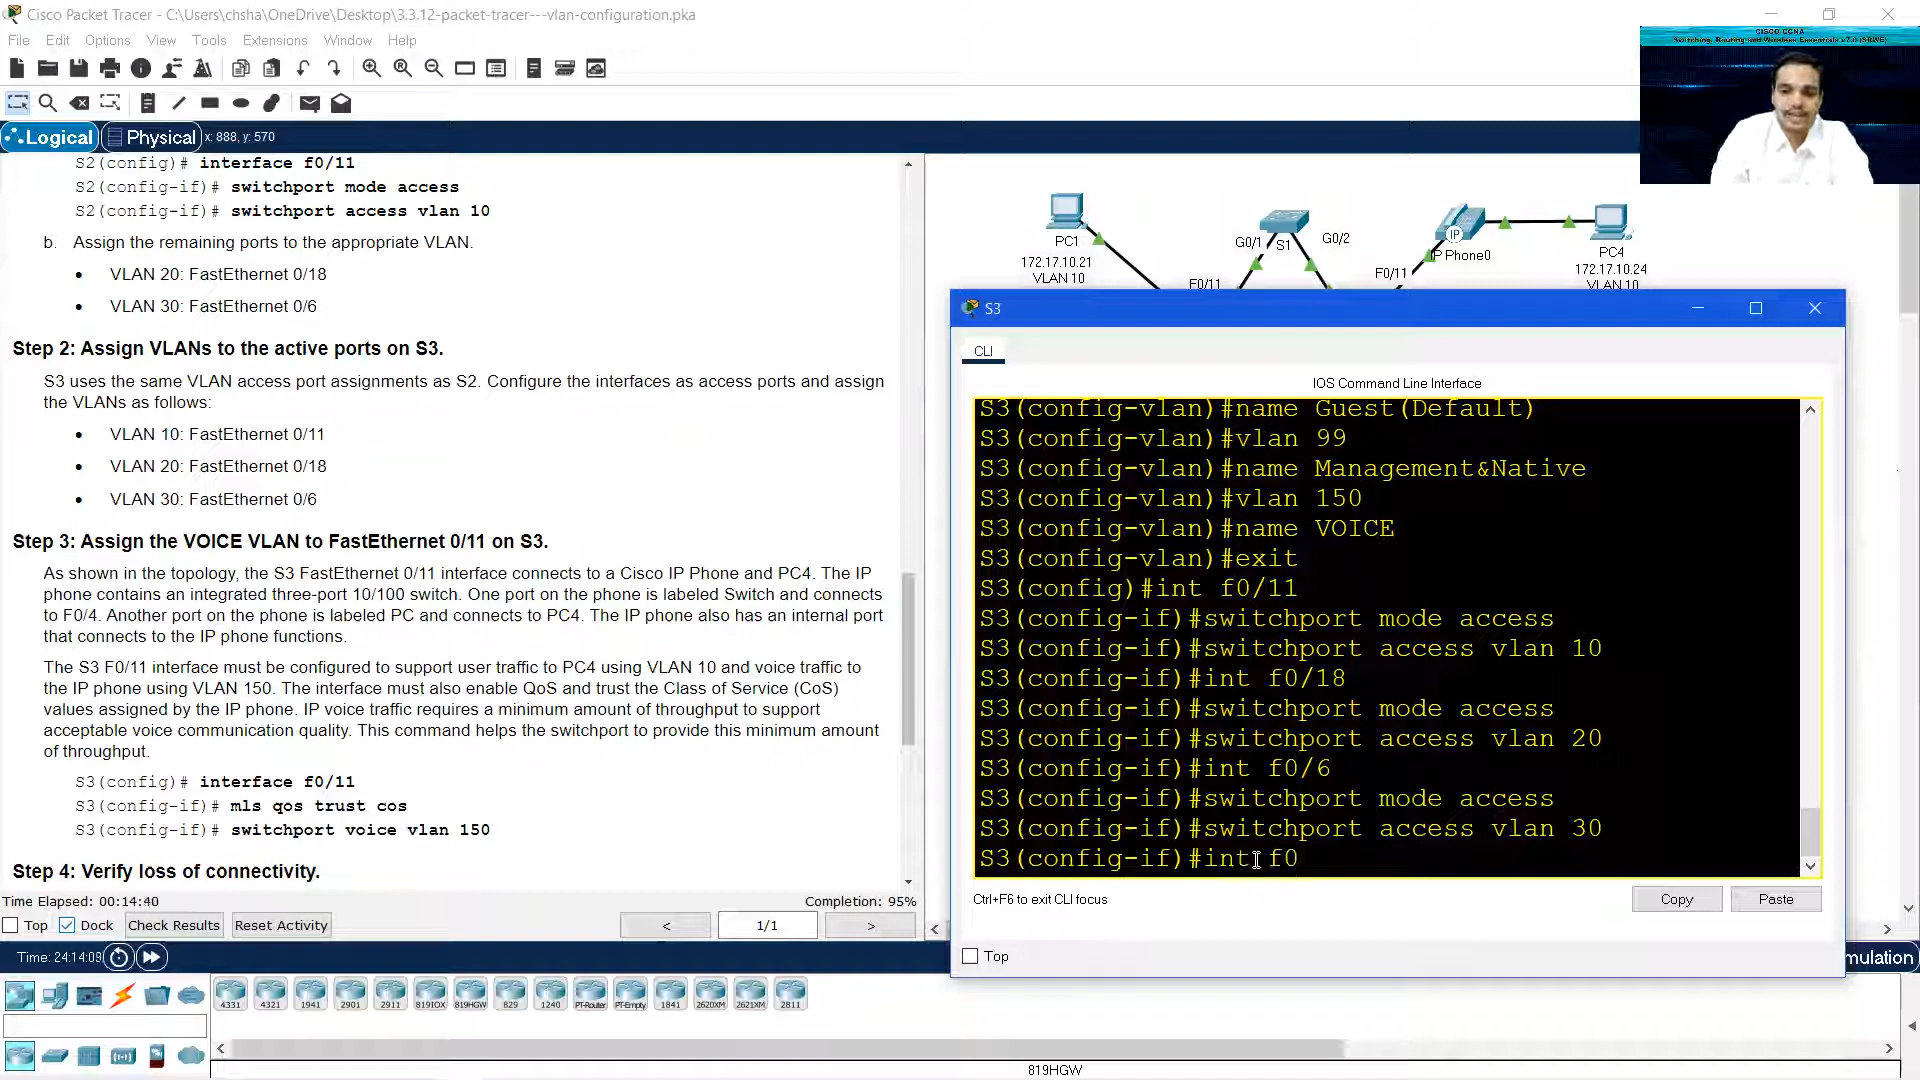 Cisco Packet Tracer - C:\Users\chsha\OneDrive\Desktop\3.3.12-packet-tracer---vlan-configuration.pka
File Edit Options View Tools Extensions Window Help
CISCO CCNA
Switching, Routing and Wireless Essentials v7.0 (SRWE)
Logical Physical x: 888, y: 570
S2(config)# interface f0/11
S2(config-if)# switchport mode access
S2(config-if)# switchport access vlan 10
b. Assign the remaining ports to the appropriate VLAN.
• VLAN 20: FastEthernet 0/18
• VLAN 30: FastEthernet 0/6
Step 2: Assign VLANs to the active ports on S3.
S3 uses the same VLAN access port assignments as S2. Configure the interfaces as access ports and assign
the VLANs as follows:
• VLAN 10: FastEthernet 0/11
• VLAN 20: FastEthernet 0/18
• VLAN 30: FastEthernet 0/6
Step 3: Assign the VOICE VLAN to FastEthernet 0/11 on S3.
As shown in the topology, the S3 FastEthernet 0/11 interface connects to a Cisco IP Phone and PC4. The IP
phone contains an integrated three-port 10/100 switch. One port on the phone is labeled Switch and connects
to F0/4. Another port on the phone is labeled PC and connects to PC4. The IP phone also has an internal port
that connects to the IP phone functions.
The S3 F0/11 interface must be configured to support user traffic to PC4 using VLAN 10 and voice traffic to
the IP phone using VLAN 150. The interface must also enable QoS and trust the Class of Service (CoS)
values assigned by the IP phone. IP voice traffic requires a minimum amount of throughput to support
acceptable voice communication quality. This command helps the switchport to provide this minimum amount
of throughput.
S3(config)# interface f0/11
S3(config-if)# mls qos trust cos
S3(config-if)# switchport voice vlan 150
Step 4: Verify loss of connectivity.
Time Elapsed: 00:14:40 Completion: 95%
Top Dock Check Results Reset Activity < 1/1 >
PC1
172.17.10.21
VLAN 10
G0/1 S1 G0/2
F0/11
F0/11
IP
IP Phone0
PC4
172.17.10.24
VLAN 10
S3
CLI
IOS Command Line Interface
S3(config-vlan)#name Guest(Default)
S3(config-vlan)#vlan 99
S3(config-vlan)#name Management&Native
S3(config-vlan)#vlan 150
S3(config-vlan)#name VOICE
S3(config-vlan)#exit
S3(config)#int f0/11
S3(config-if)#switchport mode access
S3(config-if)#switchport access vlan 10
S3(config-if)#int f0/18
S3(config-if)#switchport mode access
S3(config-if)#switchport access vlan 20
S3(config-if)#int f0/6
S3(config-if)#switchport mode access
S3(config-if)#switchport access vlan 30
S3(config-if)#int f0
Ctrl+F6 to exit CLI focus Copy Paste
Top
Time: 24:14:09 mulation
4331 4321 1941 2901 2911 819IOX 819HGW 829 1240 PT-Router PT-Empty 1841 2620XM 2621XM 2811
819HGW